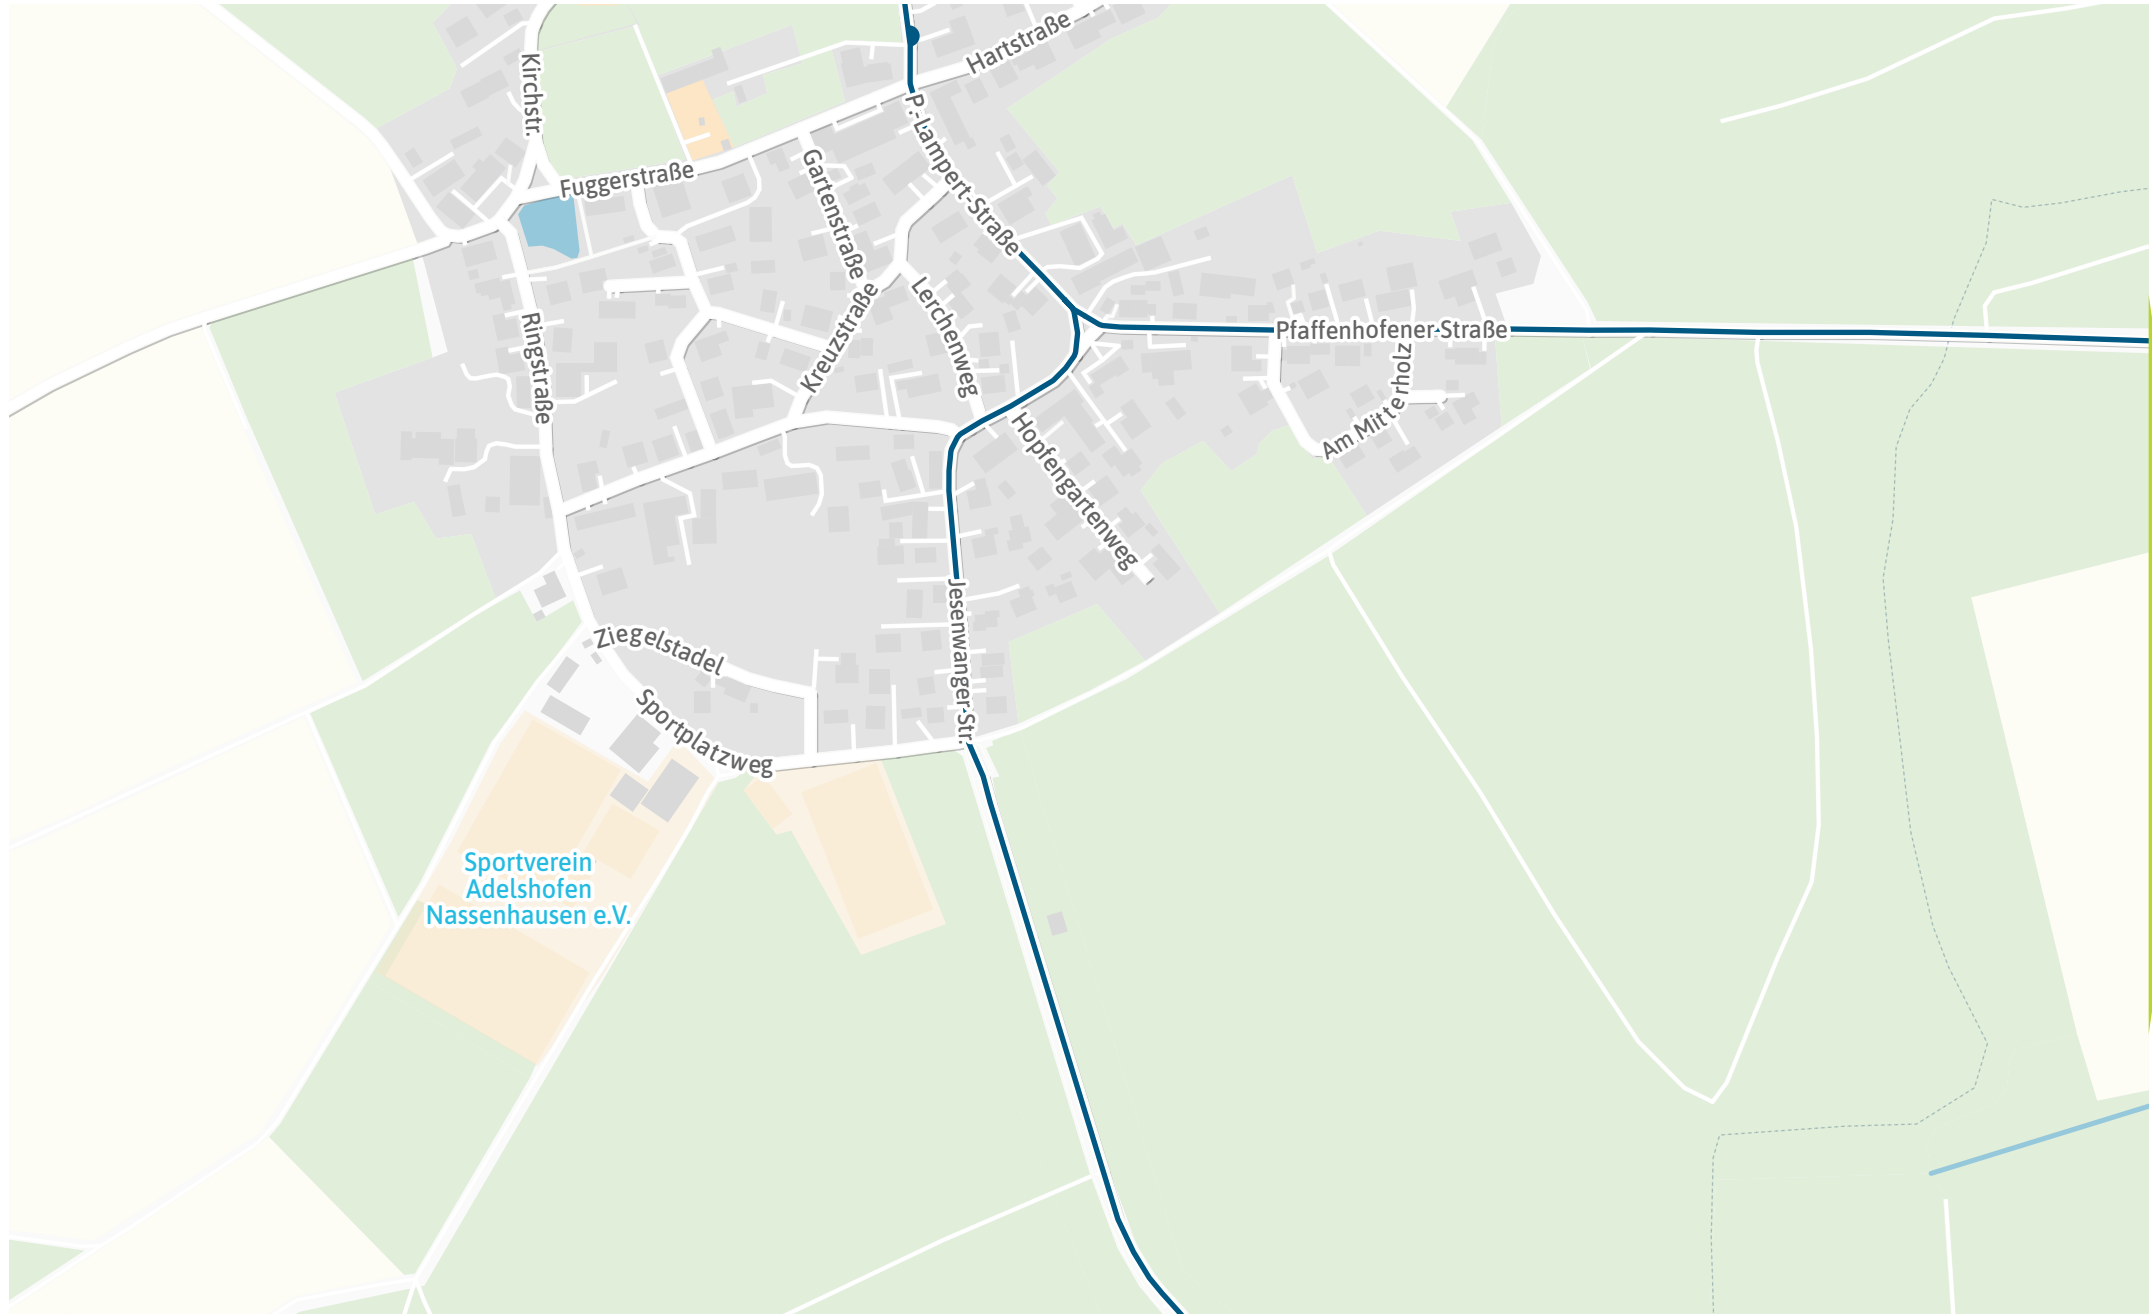 Hartstraße
Kirchstr.
P.-Lampert-Straße
Fuggerstraße
Gartenstraße
Kreuzstraße
Lerchenweg
Ringstraße
Pfaffenhofener Straße
Am Mitterholz
Hopfengartenweg
Jesenwanger Str.
Ziegelstadel
Sportplatzweg
Sportverein
Adelshofen
Nassenhausen e.V.